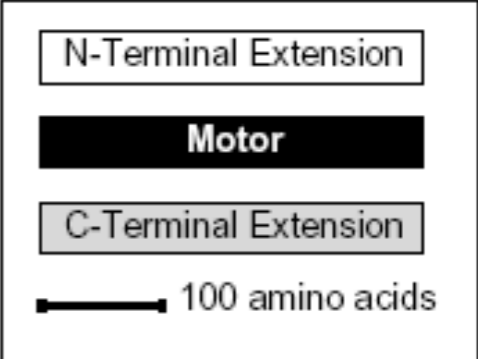 N-Terminal Extension
Motor
C-Terminal Extension
100 amino acids